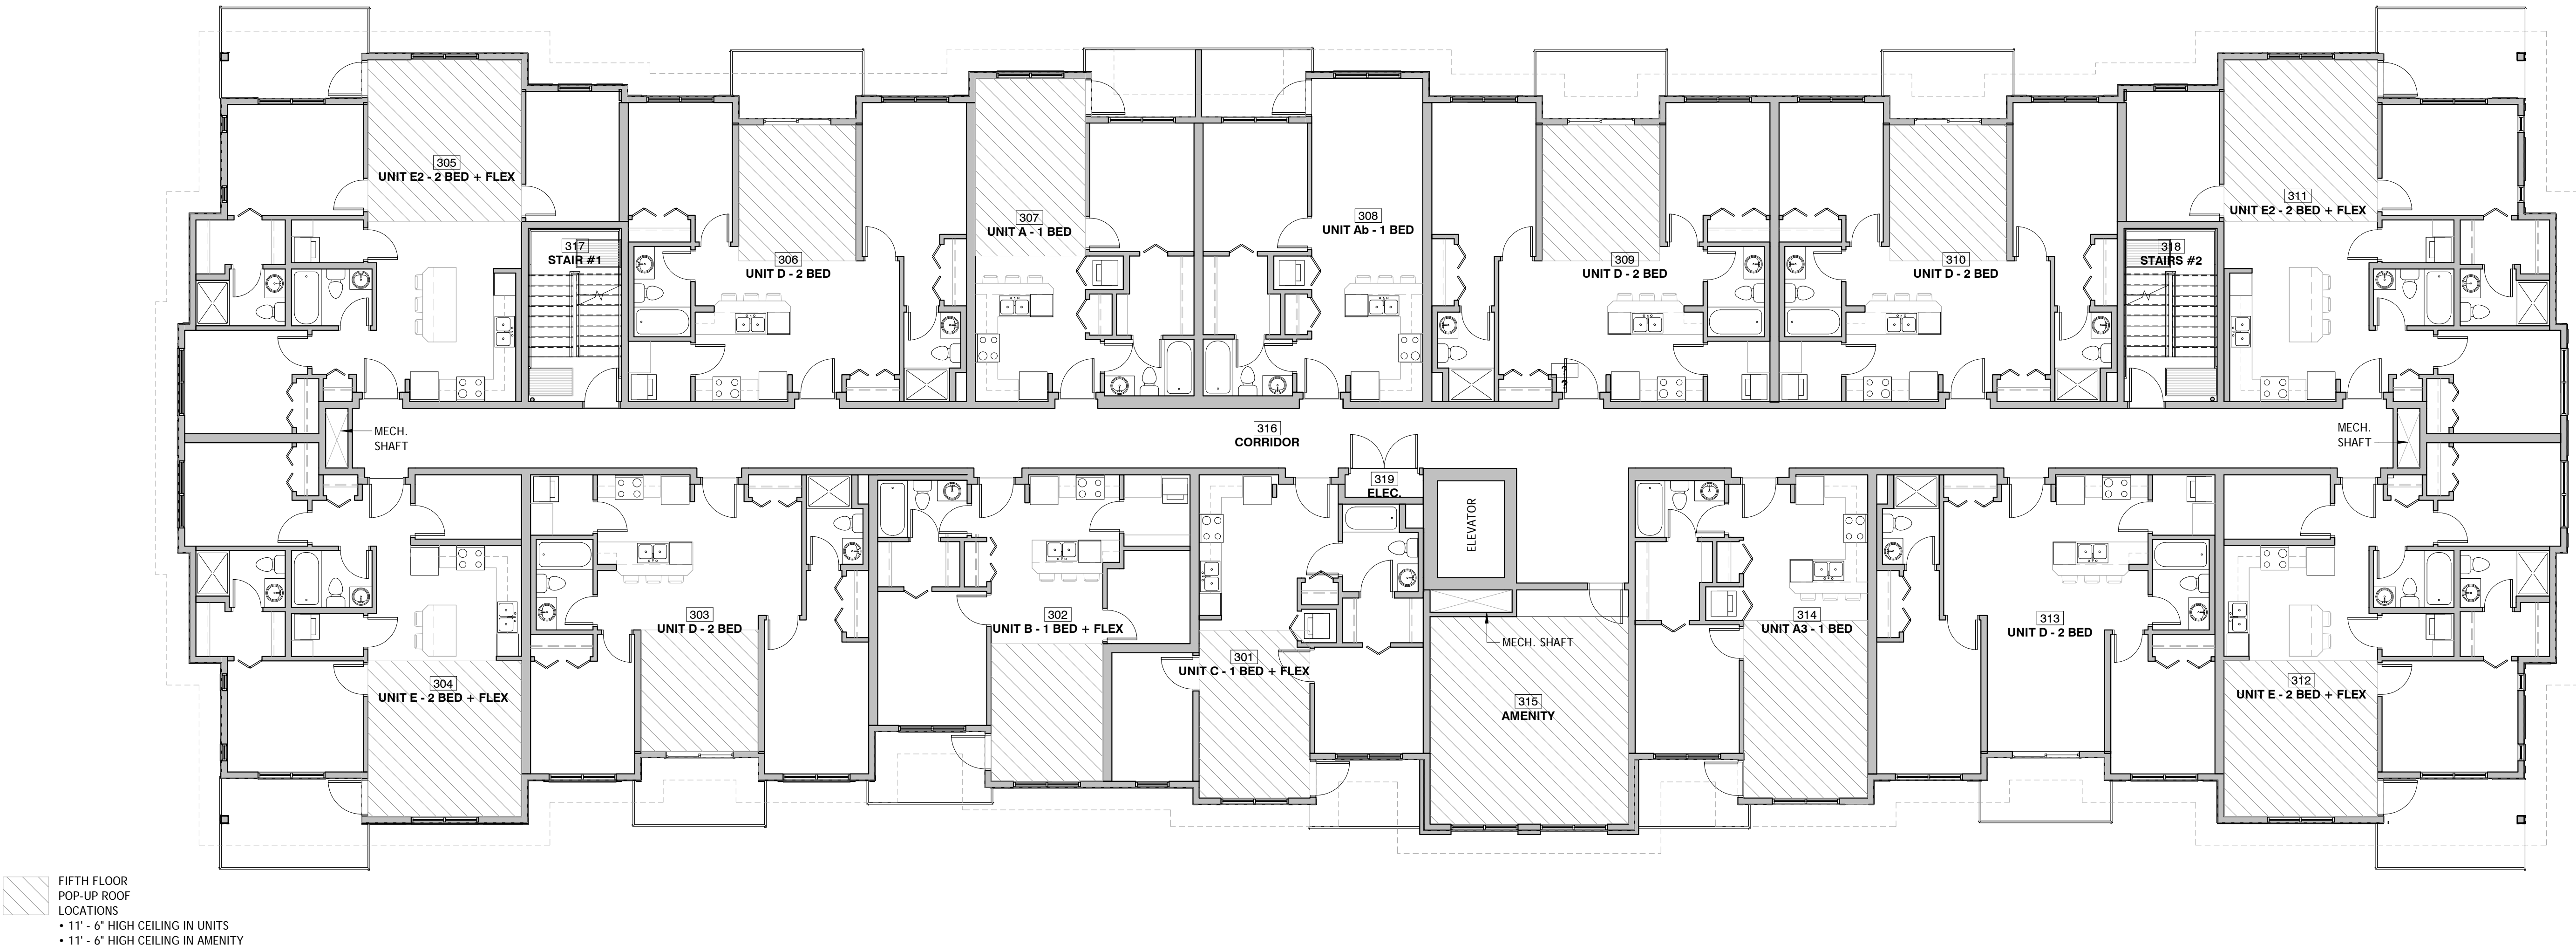 305
UNIT E2 - 2 BED + FLEX
317
STAIR #1
306
UNIT D - 2 BED
307
UNIT A - 1 BED
308
UNIT Ab - 1 BED
309
UNIT D - 2 BED
310
UNIT D - 2 BED
318
STAIRS #2
311
UNIT E2 - 2 BED + FLEX
MECH.
SHAFT
316
CORRIDOR
MECH.
SHAFT
304
UNIT E - 2 BED + FLEX
303
UNIT D - 2 BED
302
UNIT B - 1 BED + FLEX
301
UNIT C - 1 BED + FLEX
319
ELEC.
ELEVATOR
MECH. SHAFT
315
AMENITY
314
UNIT A3 - 1 BED
313
UNIT D - 2 BED
312
UNIT E - 2 BED + FLEX
FIFTH FLOOR
POP-UP ROOF
LOCATIONS
• 11' - 6" HIGH CEILING IN UNITS
• 11' - 6" HIGH CEILING IN AMENITY